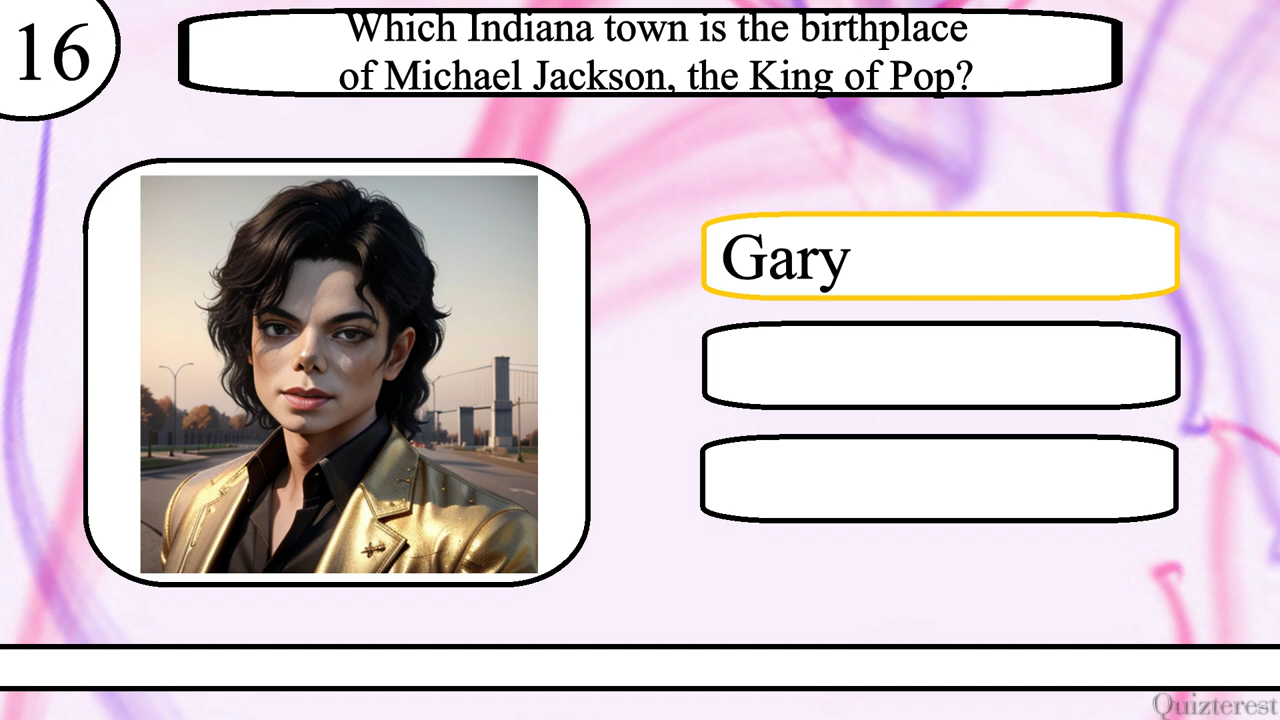 16
Which Indiana town is the birthplace
of Michael Jackson, the King of Pop?
Gary
Quizterest